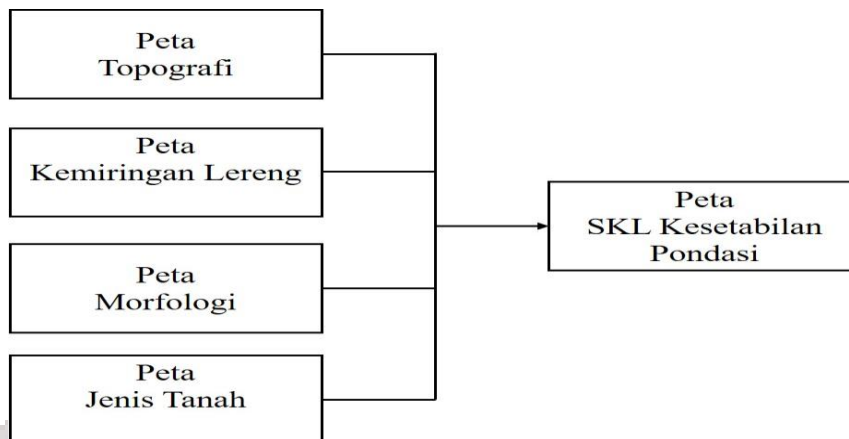 Peta
Topografi
Peta
Kemiringan Lereng
Peta
Morfologi
Peta
Jenis Tanah
Peta
SKL Kesetabilan
Pondasi